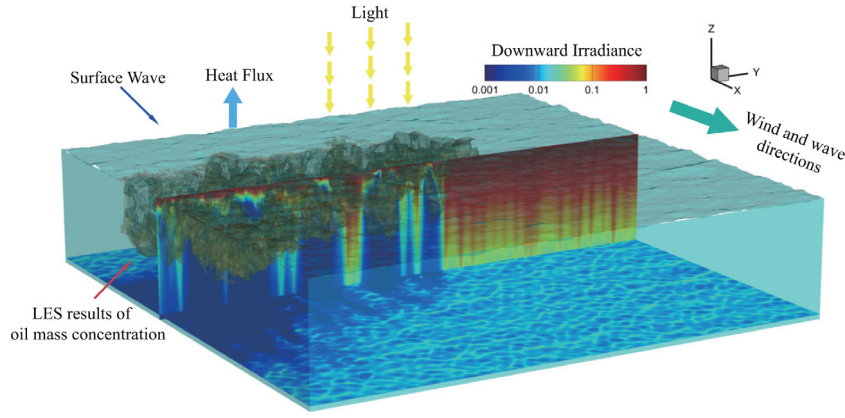 Light
Surface Wave
Heat Flux
Downward Irradiance
0.001 0.01 0.1 1
Z
Y
X
Wind and wave
directions
LES results of
oil mass concentration